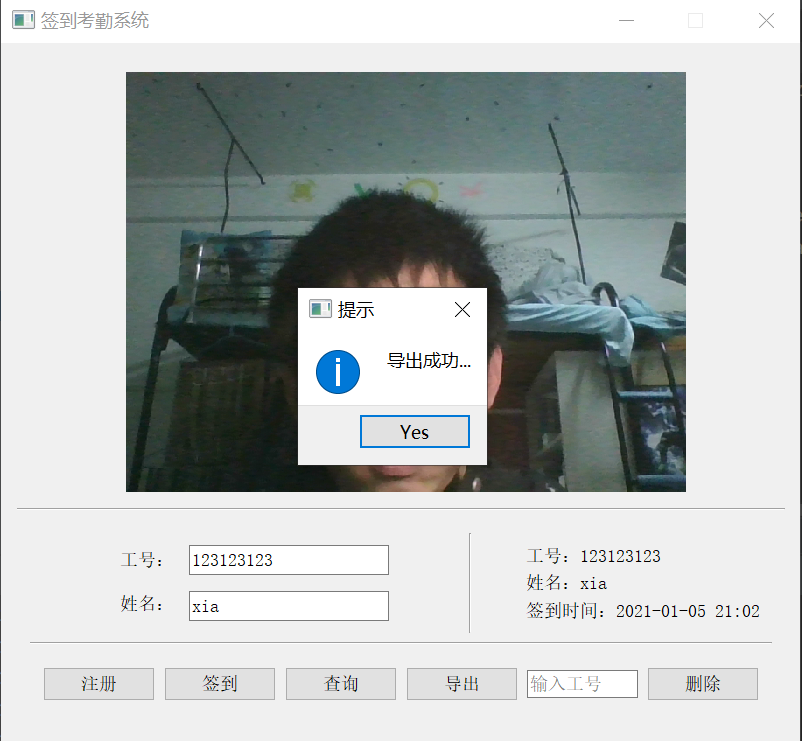 签到考勤系统
提示
导出成功...
Yes
工号: 123123123
姓名: xia
工号: 123123123
姓名: xia
签到时间: 2021-01-05 21:02
注册 签到 查询 导出 输入工号 删除